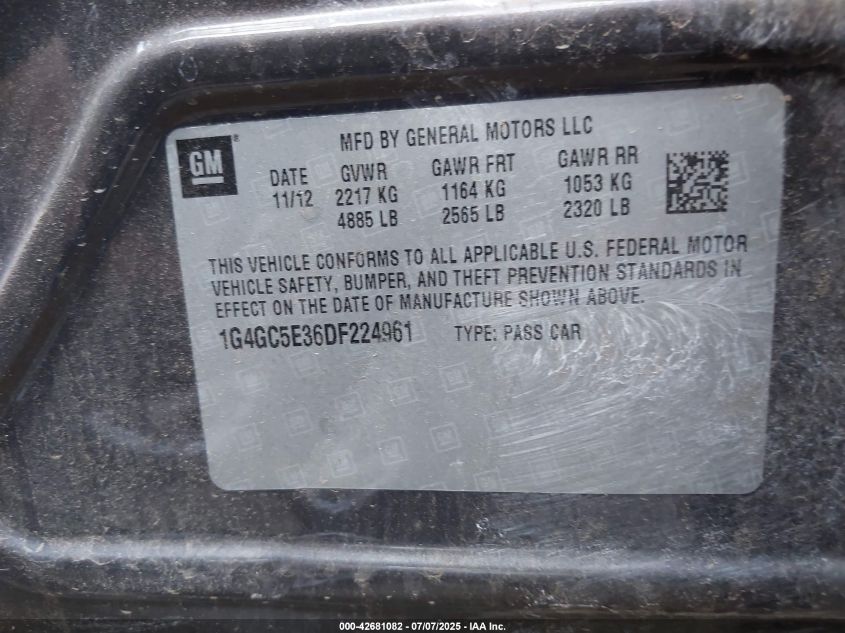 GM®
MFD BY GENERAL MOTORS LLC
DATE GVWR GAWR FRT GAWR RR
11/12 2217 KG 1164 KG 1053 KG
4885 LB 2565 LB 2320 LB
THIS VEHICLE CONFORMS TO ALL APPLICABLE U.S. FEDERAL MOTOR
VEHICLE SAFETY, BUMPER, AND THEFT PREVENTION STANDARDS IN
EFFECT ON THE DATE OF MANUFACTURE SHOWN ABOVE.
1G4GC5E36DF224961 TYPE: PASS CAR
000-42681082 - 07/07/2025 - IAA Inc.